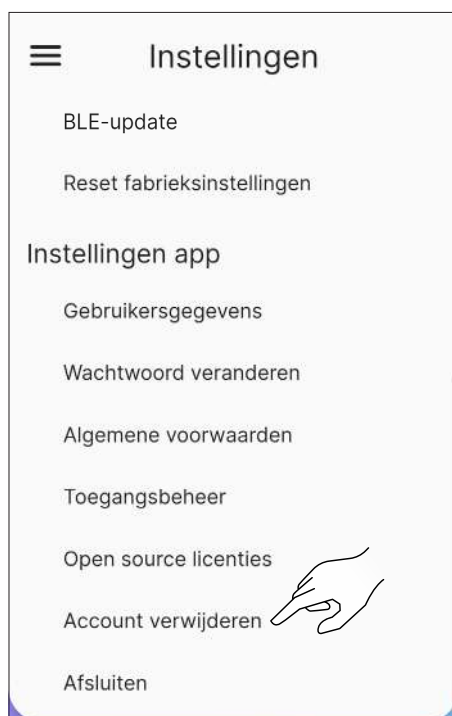 Instellingen
BLE-update
Reset fabrieksinstellingen
Instellingen app
Gebruikersgegevens
Wachtwoord veranderen
Algemene voorwaarden
Toegangsbeheer
Open source licenties
Account verwijderen
Afsluiten